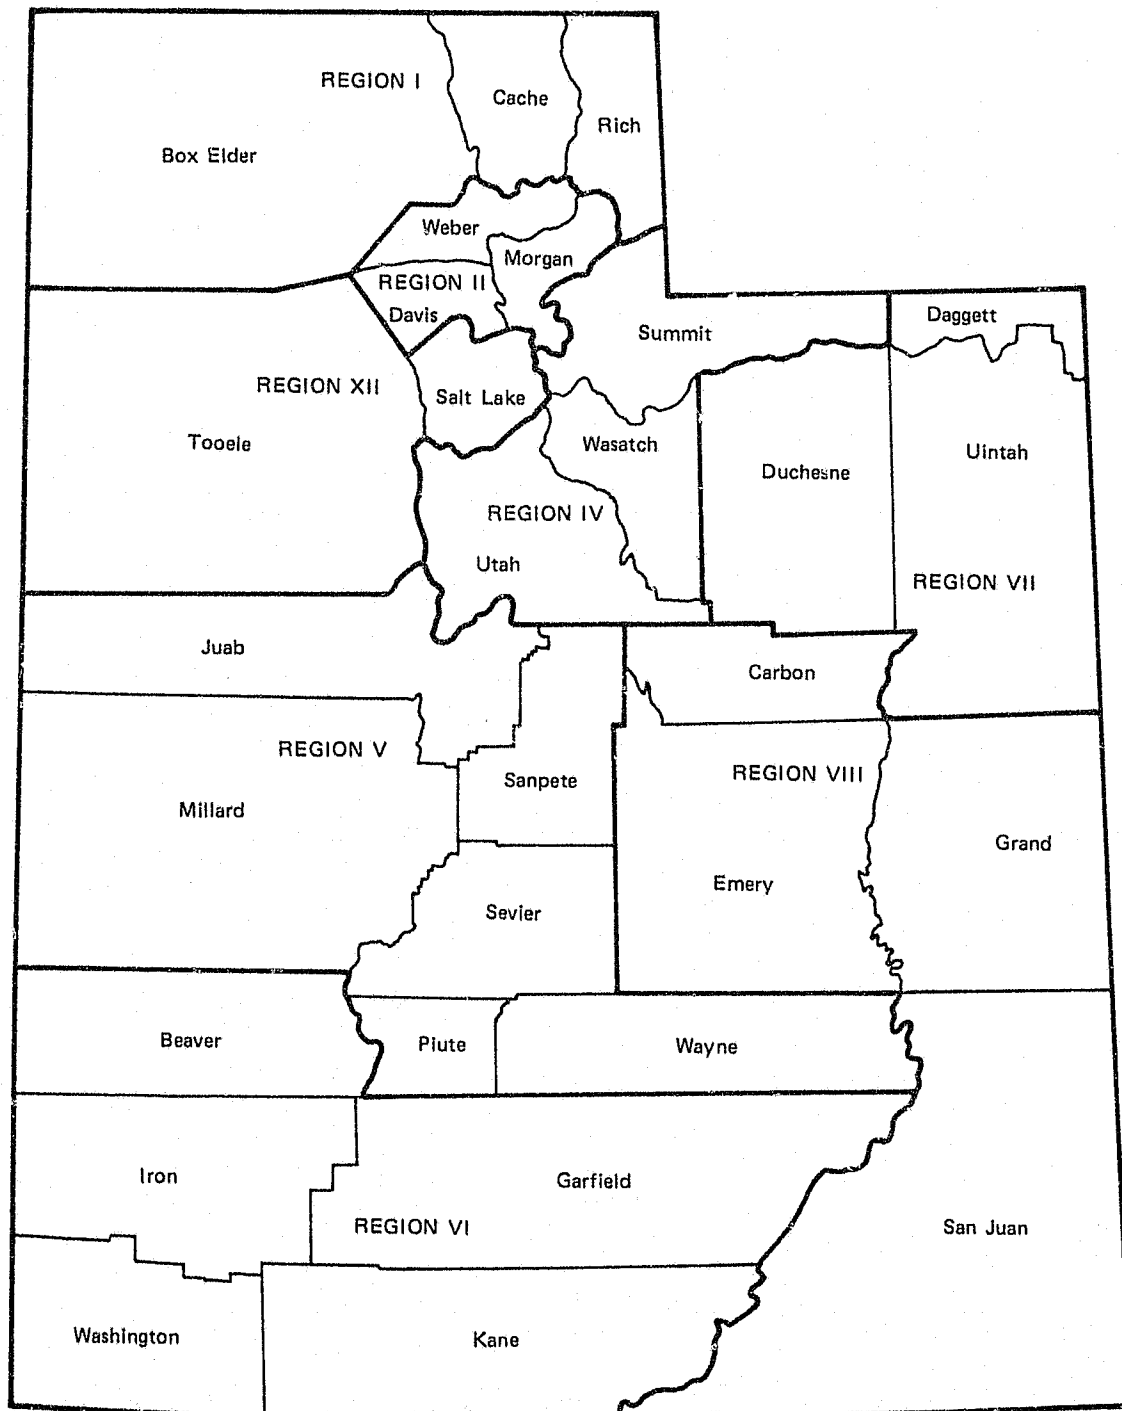 REGION I
Cache
Rich
Box Elder
Weber
Morgan
REGION II
Davis
Summit
Daggett
REGION XII
Salt Lake
Tooele
Wasatch
Duchesne
Uintah
REGION IV
Utah
REGION VII
Juab
Carbon
REGION V
Sanpete
REGION VIII
Millard
Grand
Emery
Sevier
Beaver
Piute
Wayne
Iron
Garfield
REGION VI
San Juan
Washington
Kane